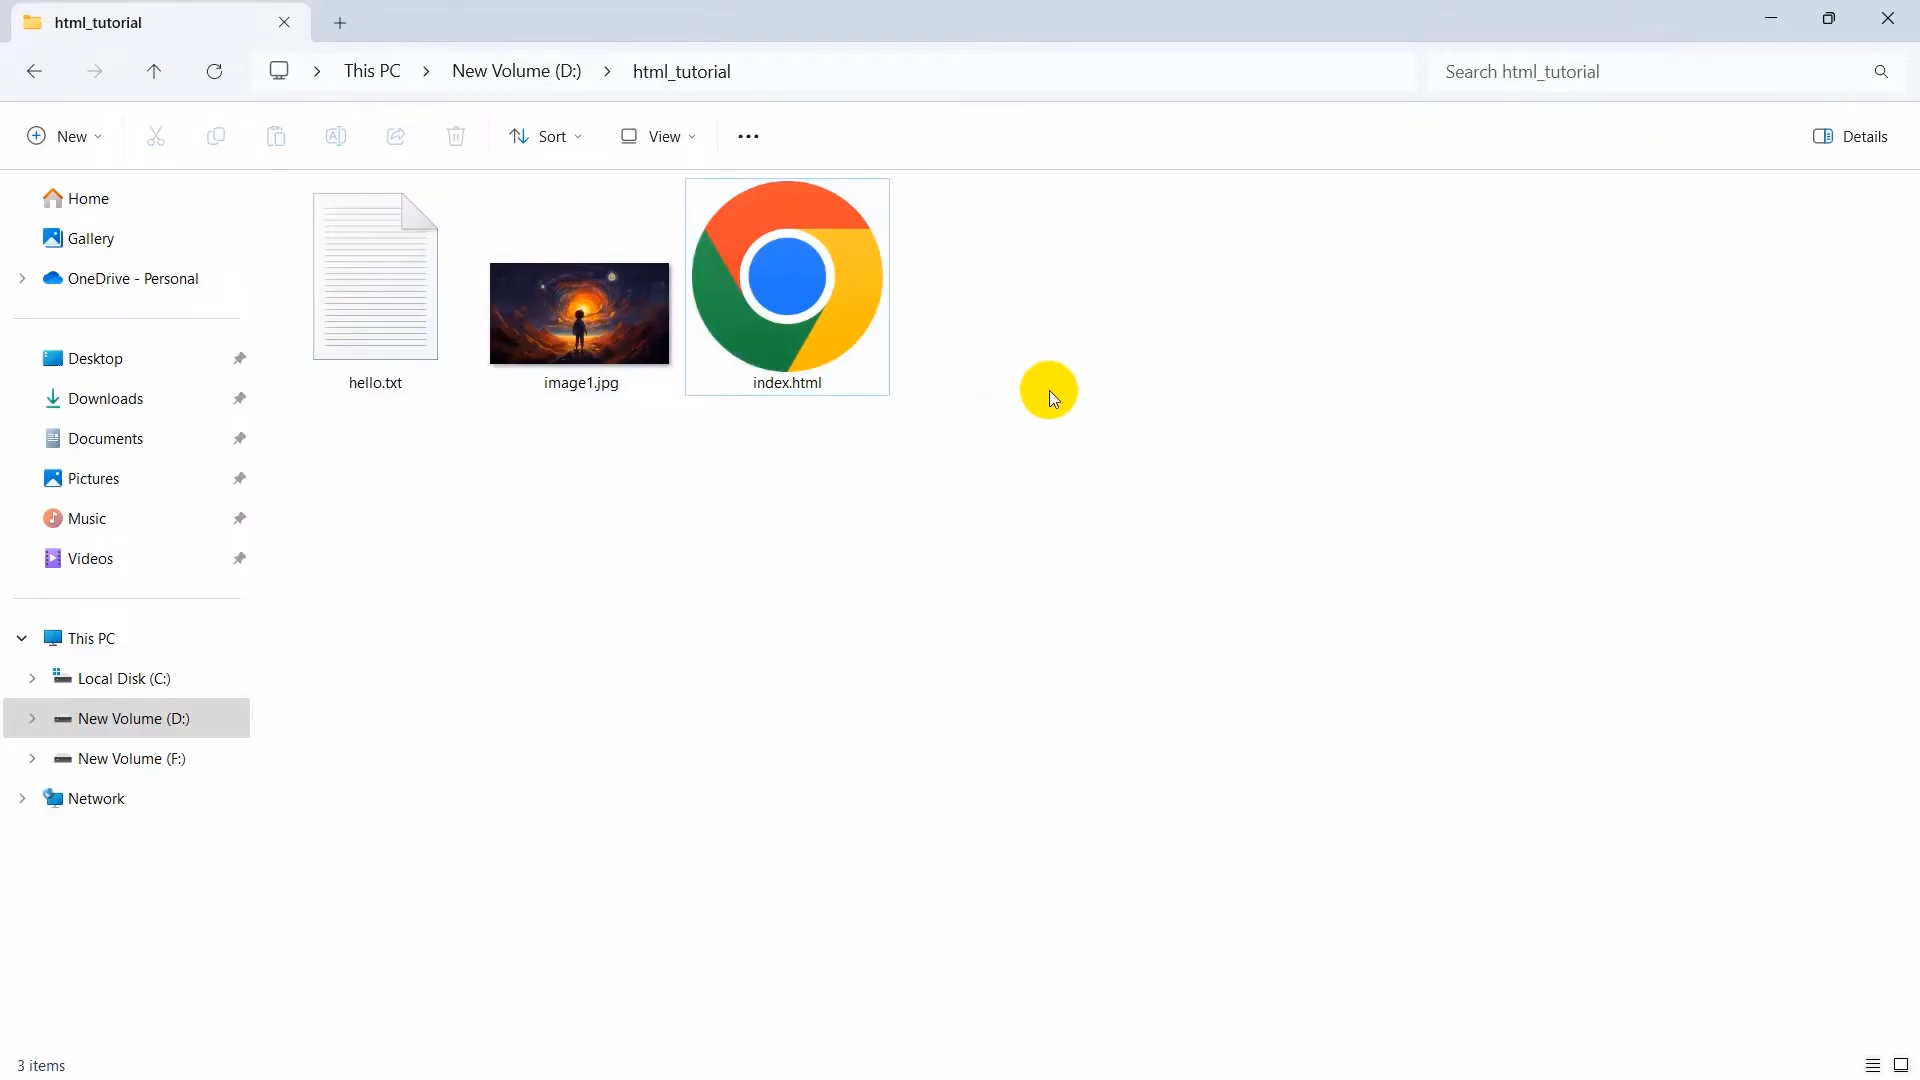 html_tutorial
This PC
New Volume (D:)
html_tutorial
Search html_tutorial
New
Sort
View
Details
Home
Gallery
OneDrive - Personal
Desktop
Downloads
Documents
Pictures
Music
Videos
This PC
Local Disk (C:)
New Volume (D:)
New Volume (F:)
Network
hello.txt
image1.jpg
index.html
3 items